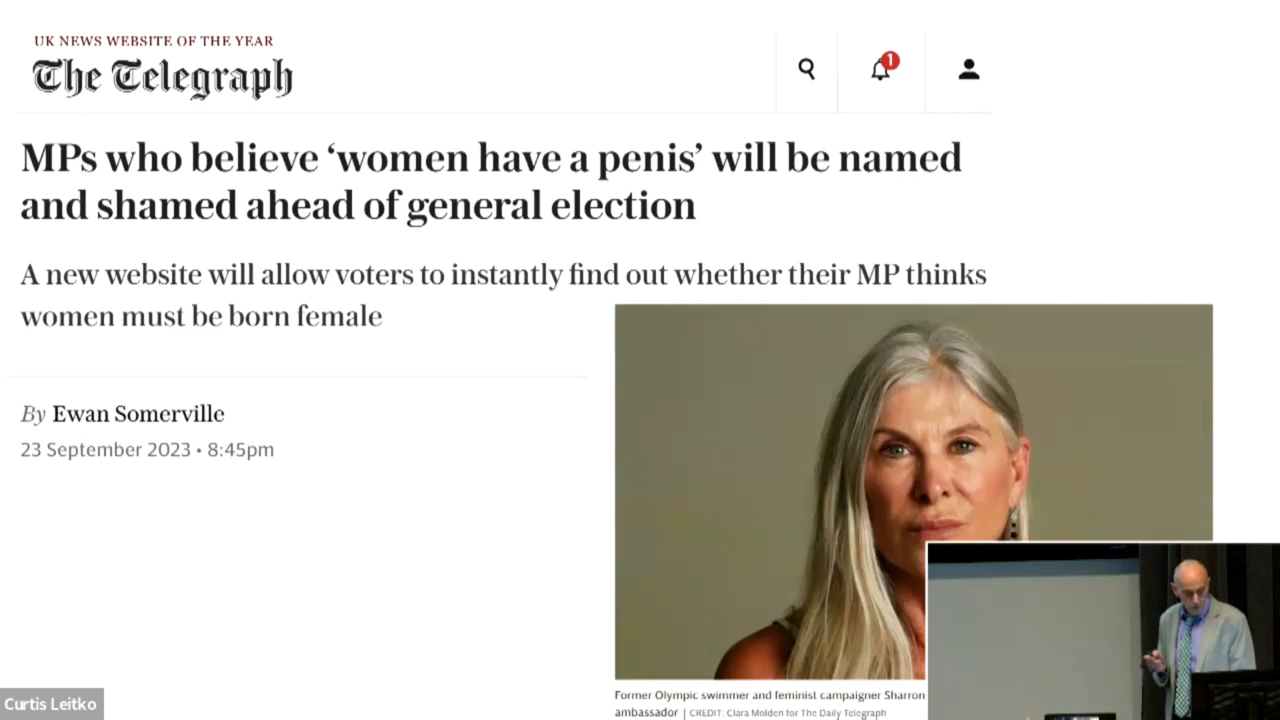 UK NEWS WEBSITE OF THE YEAR
The Telegraph
1
MPs who believe ‘women have a penis’ will be named
and shamed ahead of general election
A new website will allow voters to instantly find out whether their MP thinks
women must be born female
By Ewan Somerville
23 September 2023 • 8:45pm
Former Olympic swimmer and feminist campaigner Sharron
ambassador | CREDIT: Clara Molden for The Daily Telegraph
Curtis Leitko